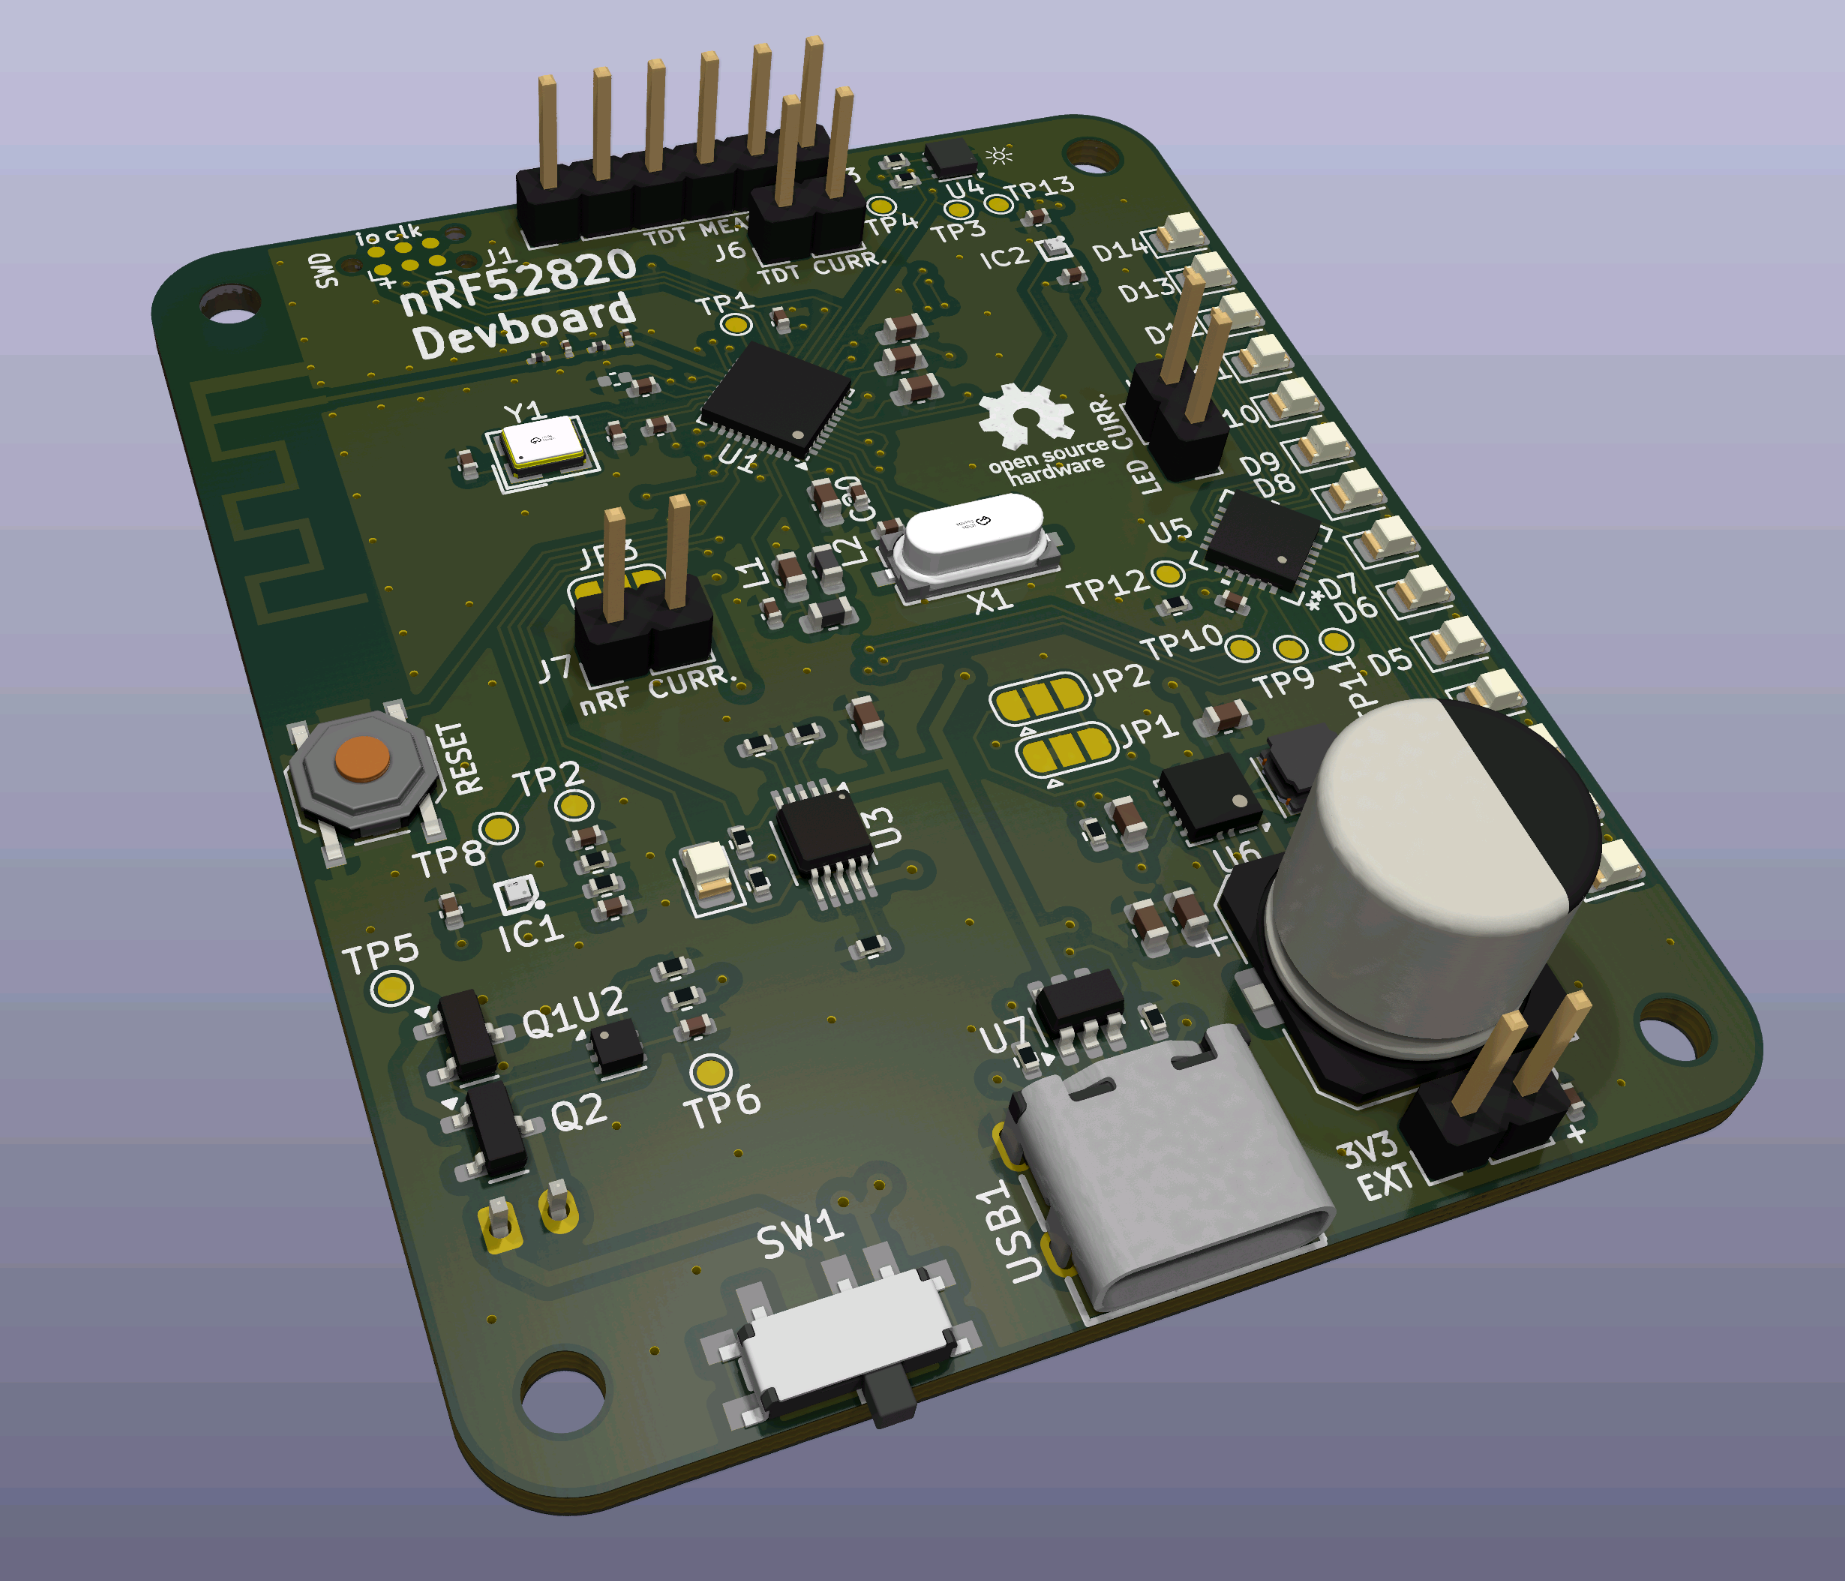 io clk
SWD
+
J1
nRF52820
Devboard
TDT MEA
J6
TDT CURR.
TP4
U4
TP13
TP3
IC2
D14
D13
TP1
Y1
U1
open source
hardware
LED CURR.
10
D9
D8
U5
TP12
D7
D6
D5
TP10
TP9
L1
L2
X1
JP3
J7
nRF CURR.
JP2
JP1
RESET
TP2
TP8
U3
U6
IC1
TP5
Q1
U2
Q2
TP6
U7
+
USB1
SW1
3V3
EXT
+